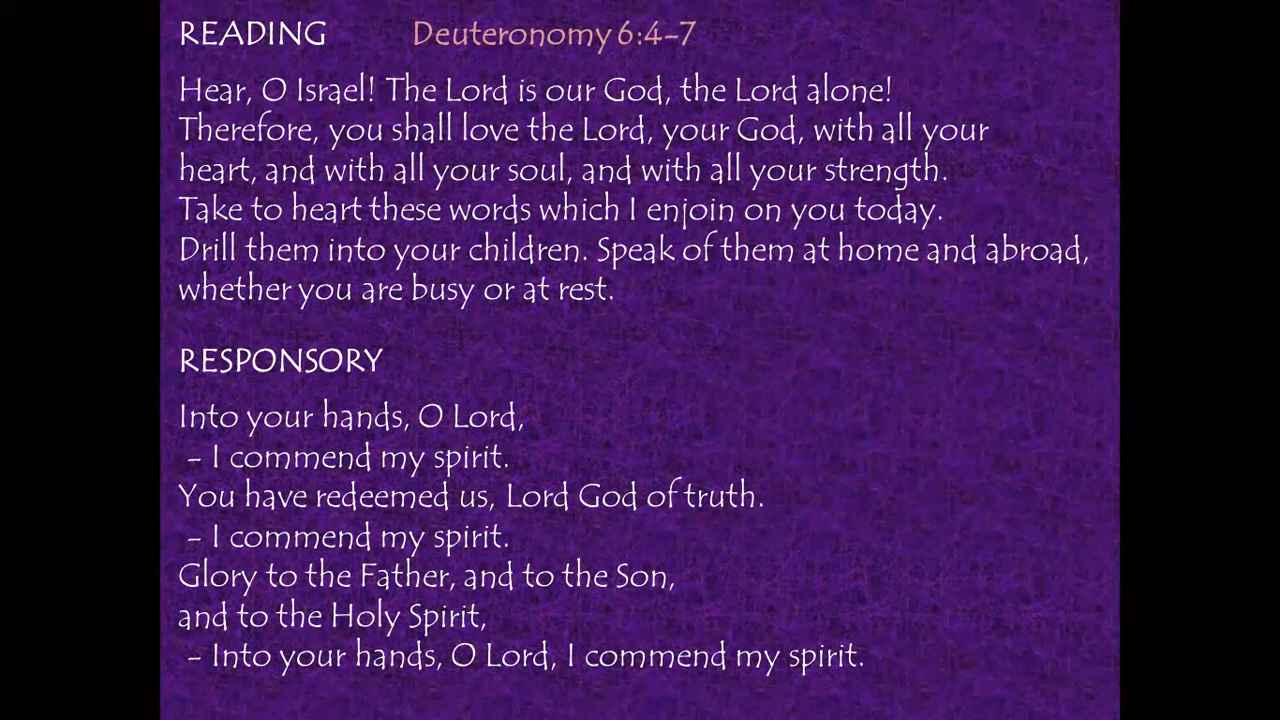 READING Deuteronomy 6:4-7
Hear, O Israel! The Lord is our God, the Lord alone!
Therefore, you shall love the Lord, your God, with all your
heart, and with all your soul, and with all your strength.
Take to heart these words which I enjoin on you today.
Drill them into your children. Speak of them at home and abroad,
whether you are busy or at rest.
RESPONSORY
Into your hands, O Lord,
- I commend my spirit.
You have redeemed us, Lord God of truth.
- I commend my spirit.
Glory to the Father, and to the Son,
and to the Holy Spirit,
- Into your hands, O Lord, I commend my spirit.